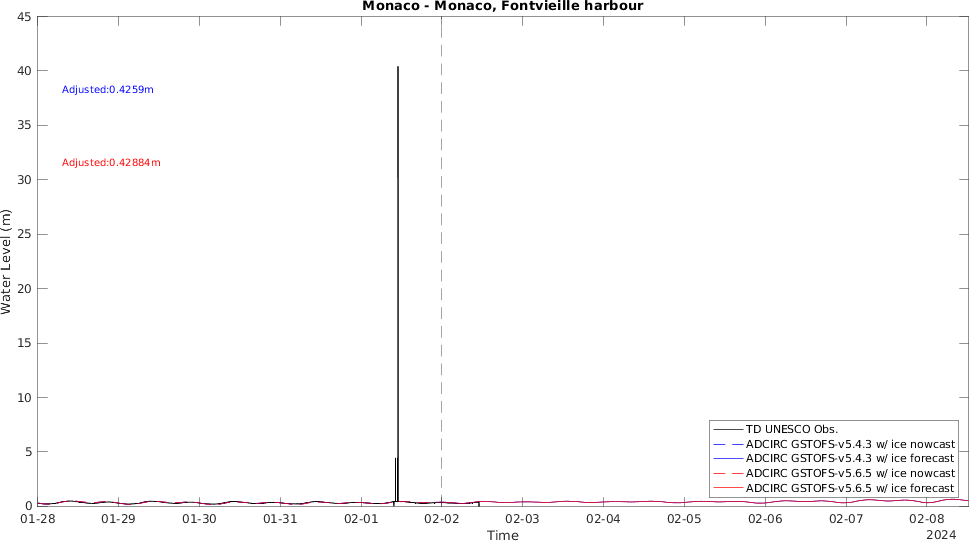 Monaco - Monaco, Fontvieille harbour
45
40
35
30
25
20
15
10
5
0
Water Level (m)
Adjusted:0.4259m
Adjusted:0.42884m
TD UNESCO Obs.
ADCIRC GSTOFS-v5.4.3 w/ ice nowcast
ADCIRC GSTOFS-v5.4.3 w/ ice forecast
ADCIRC GSTOFS-v5.6.5 w/ ice nowcast
ADCIRC GSTOFS-v5.6.5 w/ ice forecast
01-28 01-29 01-30 01-31 02-01 02-02 02-03 02-04 02-05 02-06 02-07 02-08
Time
2024